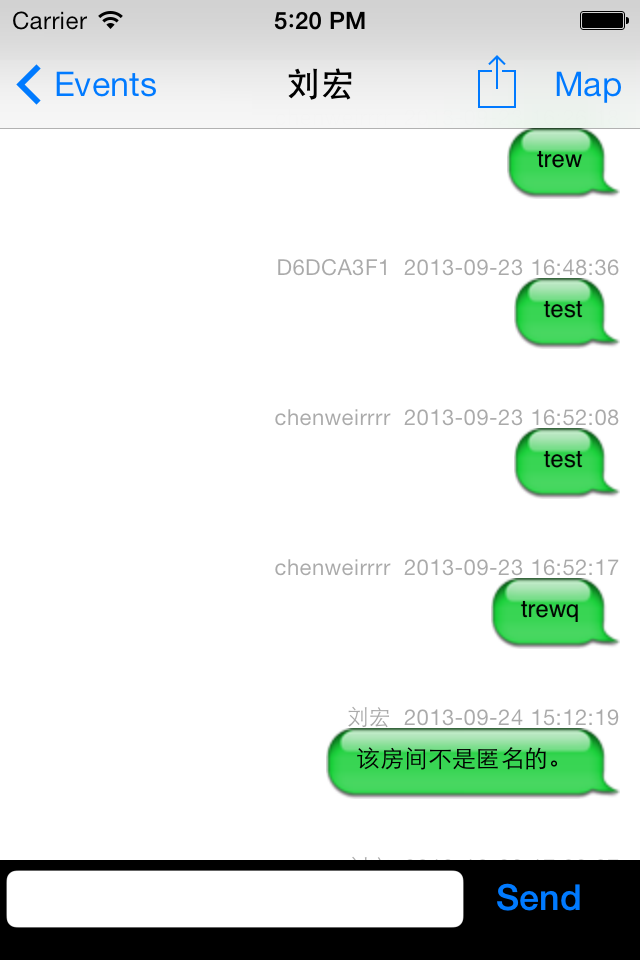 Carrier 5:20 PM
Events 刘宏 Map
trew
D6DCA3F1 2013-09-23 16:48:36
test
chenweirrrr 2013-09-23 16:52:08
test
chenweirrrr 2013-09-23 16:52:17
trewq
刘宏 2013-09-24 15:12:19
该房间不是匿名的。
Send